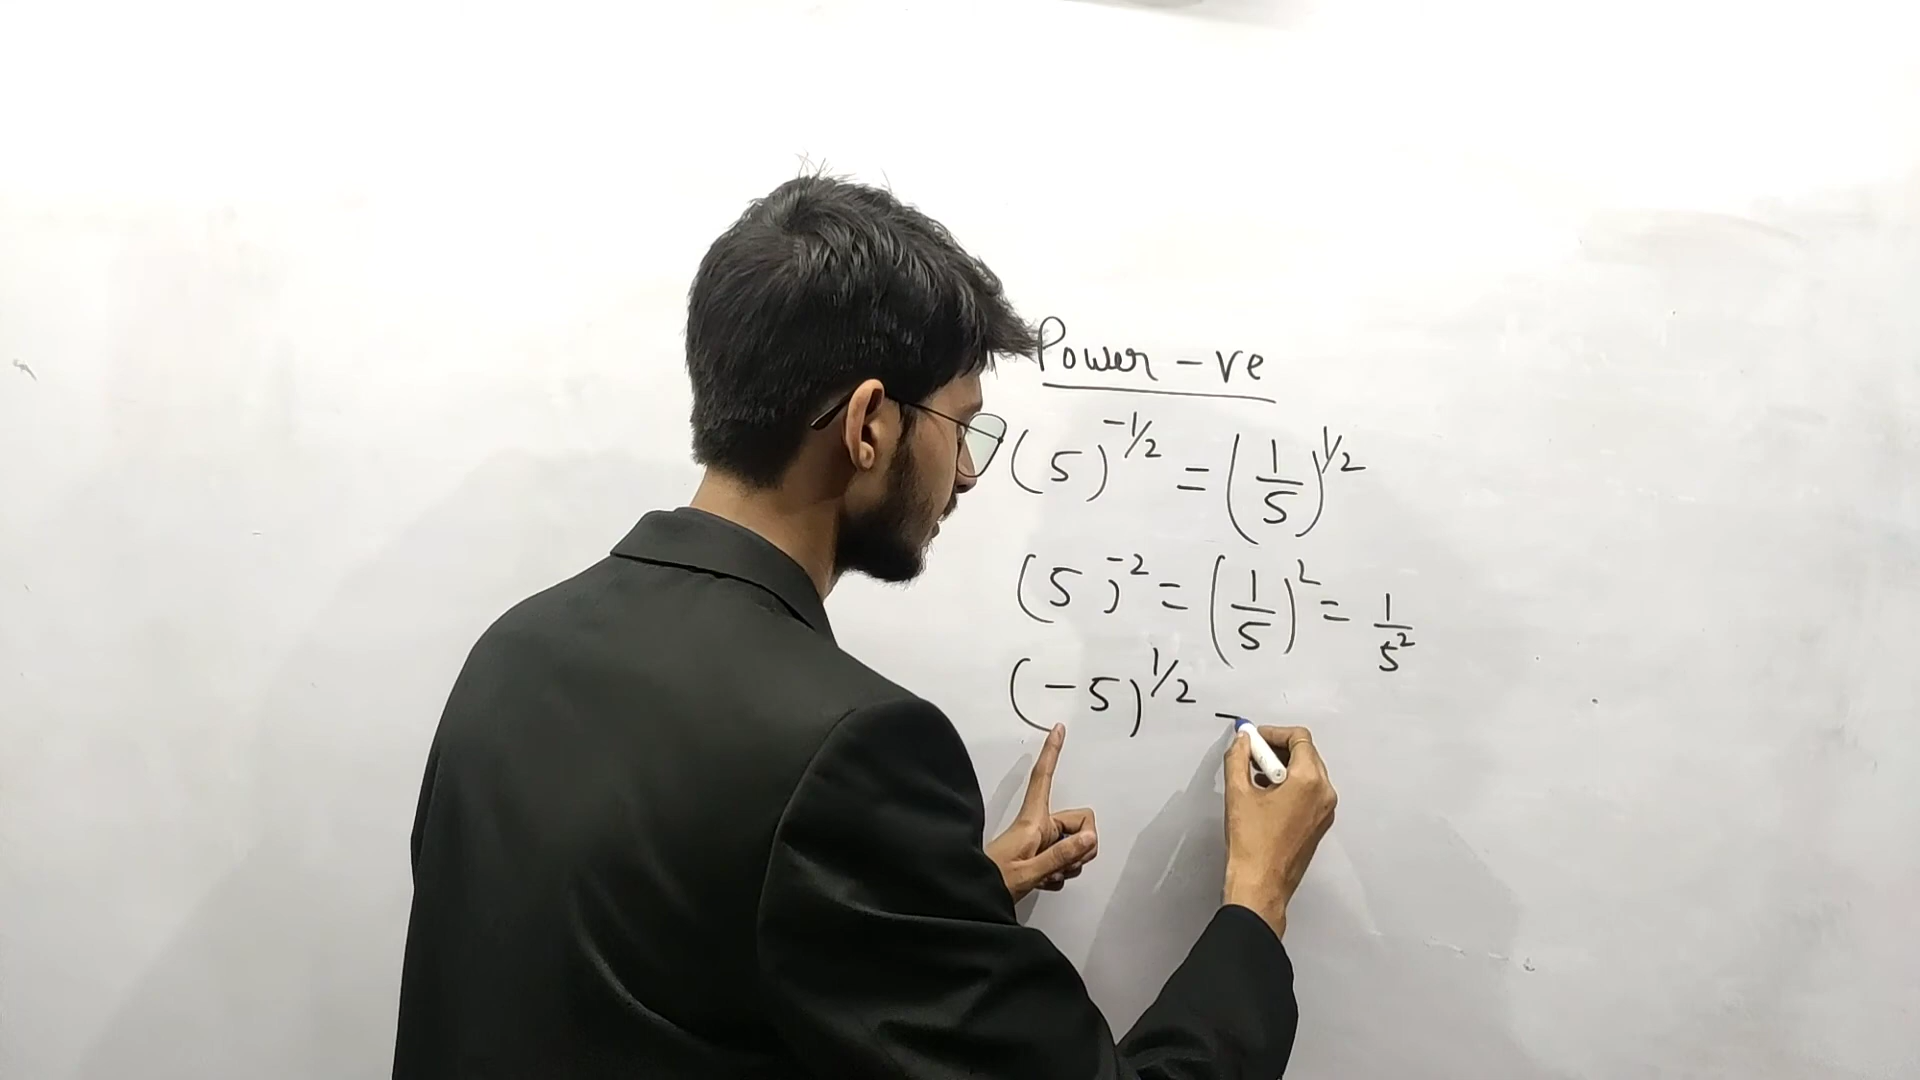 Power -ve
(5)^{-1/2} = (1/5)^{1/2}
(5)^{-2} = (1/5)^2 = 1/5^2
(-5)^{1/2} -